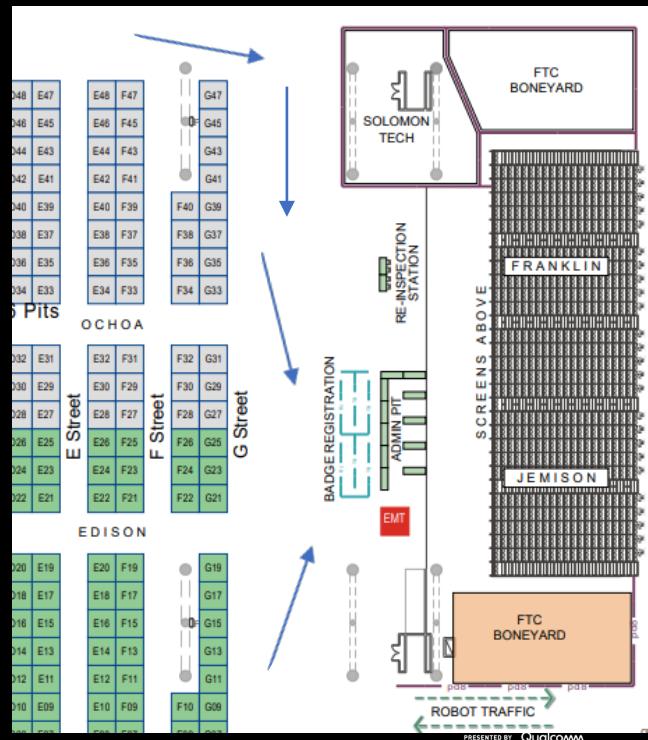 FTC
BONEYARD
SOLOMON
TECH
D48 E47 E48 F47 G47
D46 E45 E46 F45 G45
D44 E43 E44 F43 G43
D42 E41 E42 F41 G41
D40 E39 E40 F39 F40 G39
D38 E37 E38 F37 F38 G37
D36 E35 E36 F35 F36 G35
D34 E33 E34 F33 F34 G33
RE-INSPECTION
STATION
FRANKLIN
SCREENS ABOVE
Pits
OCHOA
D32 E31 E32 F31 F32 G31
D30 E29 E30 F29 F30 G29
D28 E27 E28 F27 F28 G27
D26 E25 E26 F25 F26 G25
D24 E23 E24 F23 F24 G23
D22 E21 E22 F21 F22 G21
E Street
F Street
G Street
BADGE REGISTRATION
ADMIN PIT
JEMISON
EMT
EDISON
D20 E19 E20 F19 G19
D18 E17 E18 F17 G17
D16 E15 E16 F15 G15
D14 E13 E14 F13 G13
D12 E11 E12 F11 G11
D10 E09 E10 F09 F10 G09
FTC
BONEYARD
p8d
p8d
p8d
p8d
ROBOT TRAFFIC
PRESENTED BY Qualcomm